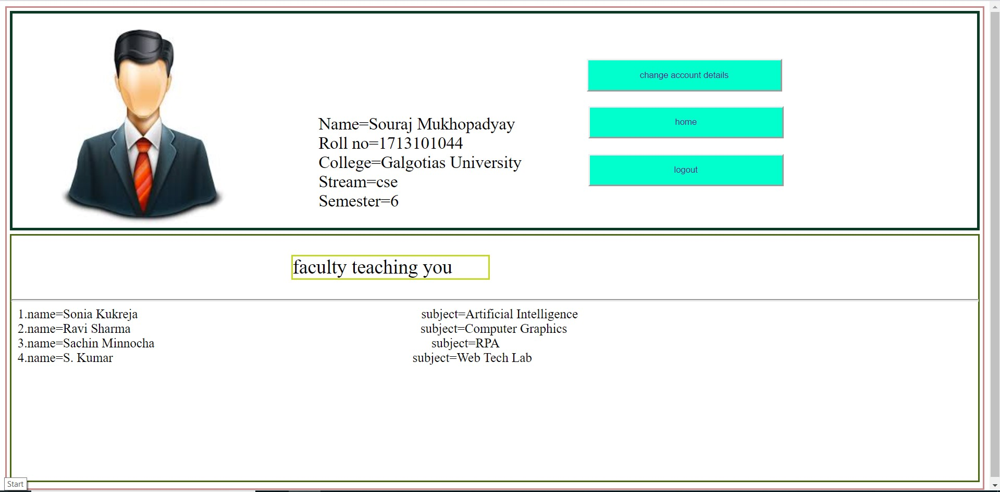 change account details
home
logout
Name=Souraj Mukhopadyay
Roll no=1713101044
College=Galgotias University
Stream=cse
Semester=6
faculty teaching you
1.name=Sonia Kukreja subject=Artificial Intelligence
2.name=Ravi Sharma subject=Computer Graphics
3.name=Sachin Minnocha subject=RPA
4.name=S. Kumar subject=Web Tech Lab
Start